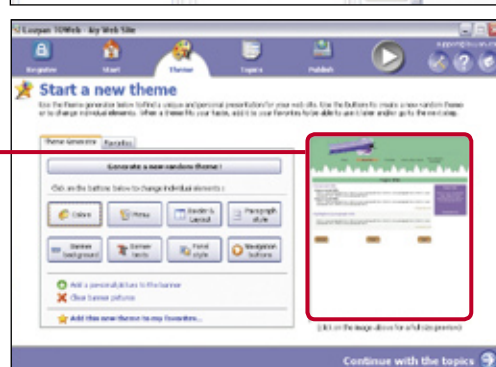 Lauyan TOWeb - My Web Site
Register Start Theme Topics Publish
Start a new theme
Use the theme generator below to find a unique and personal presentation for your web site. Use the buttons to create a new random theme
or to change individual elements. When a theme fits your taste, add it to your favorites to be able to use it later and/or go to the next step.
Theme Generator Favorites
Generate a new random theme !
Click on the buttons below to change individual elements :
Colors Menu Border & Layout Paragraph style
Banner background Banner texts Panel style Navigation buttons
Add a personal picture to the banner
Clear banner pictures
Add this new theme to my favorites...
(click on the image above for a full size preview)
Continue with the topics